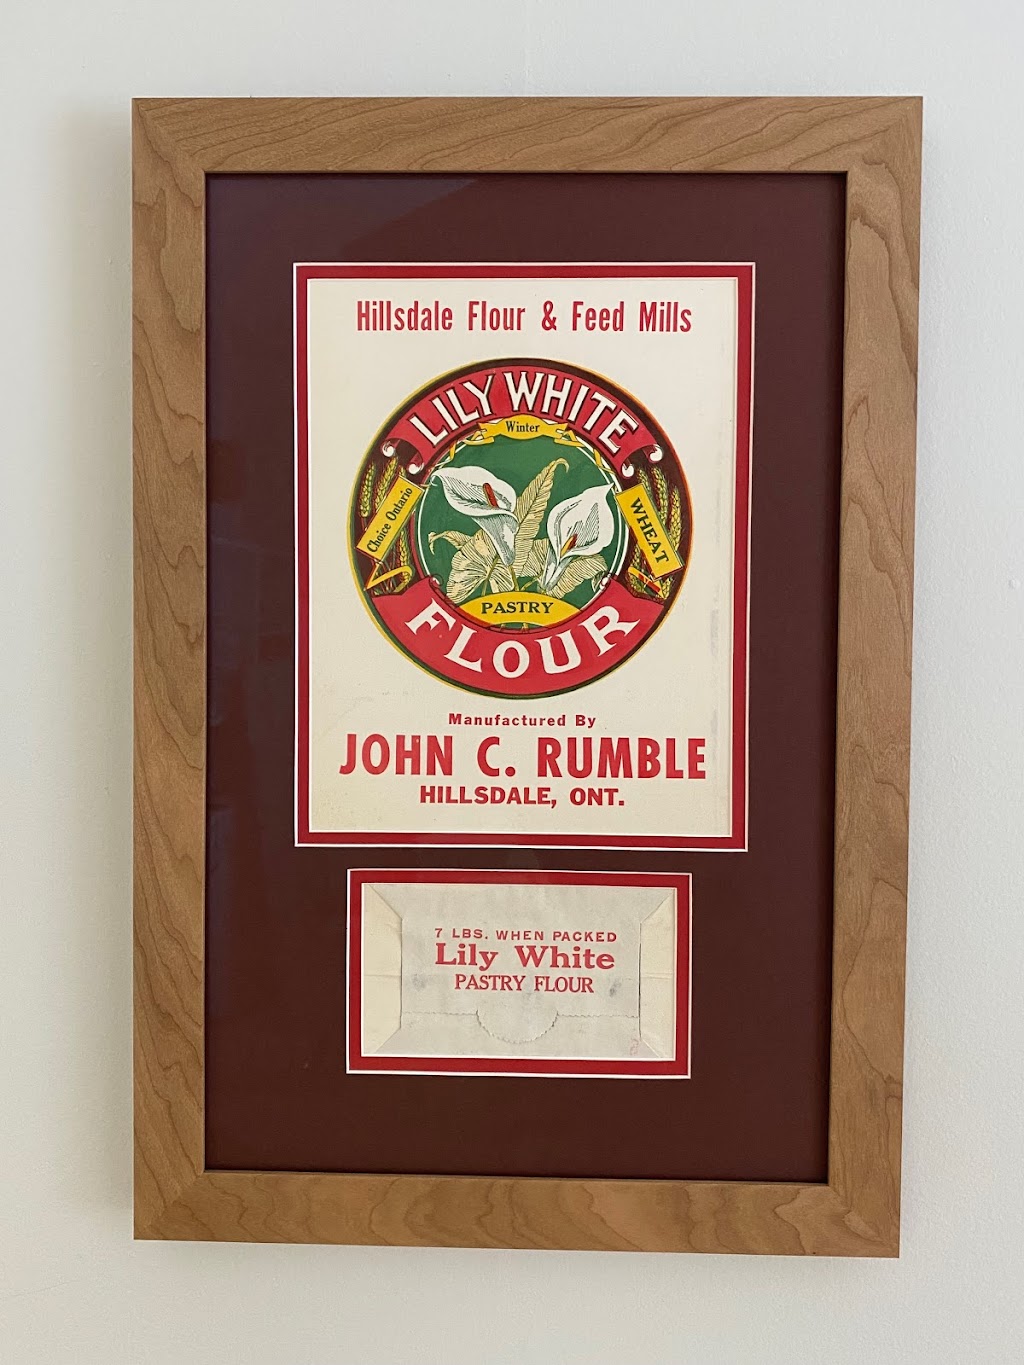 Hillsdale Flour & Feed Mills
LILY WHITE
Winter
Choice Ontario
WHEAT
PASTRY
FLOUR
Manufactured By
JOHN C. RUMBLE
HILLSDALE, ONT.
7 LBS. WHEN PACKED
Lily White
PASTRY FLOUR